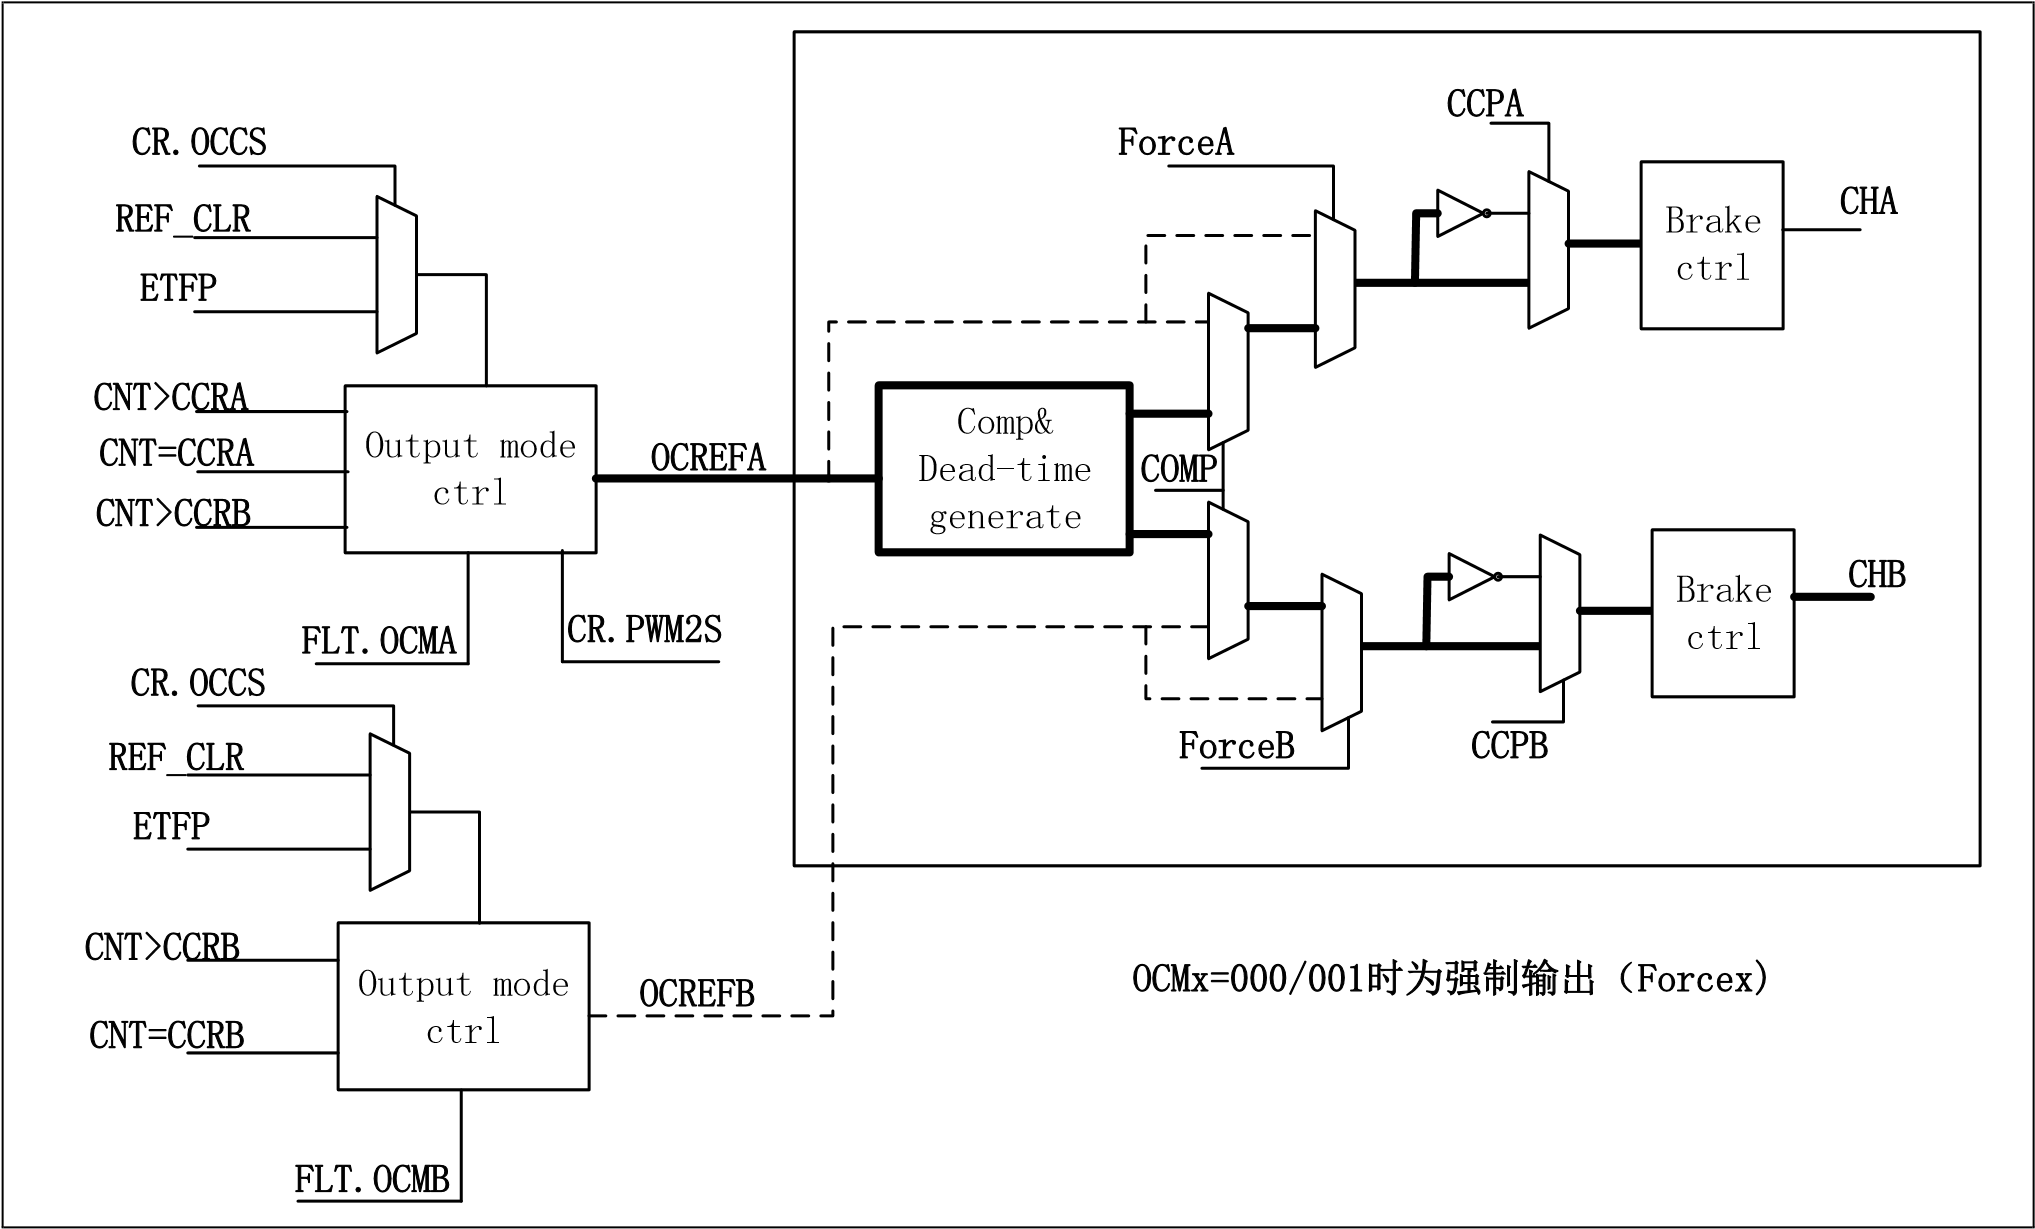 CCPA
CR.OCCS
ForceA
REF_CLR
CHA
Brake
ctrl
ETFP
CNT>CCRA
CNT=CCRA
CNT>CCRB
Output mode
ctrl
OCREFA
Comp&
Dead-time
generate
COMP
FLT.OCMA
CR.PWM2S
Brake
ctrl
CHB
CR.OCCS
REF_CLR
ETFP
ForceB
CCPB
CNT>CCRB
CNT=CCRB
Output mode
ctrl
OCREFB
OCMx=000/001时为强制输出（Forcex）
FLT.OCMB